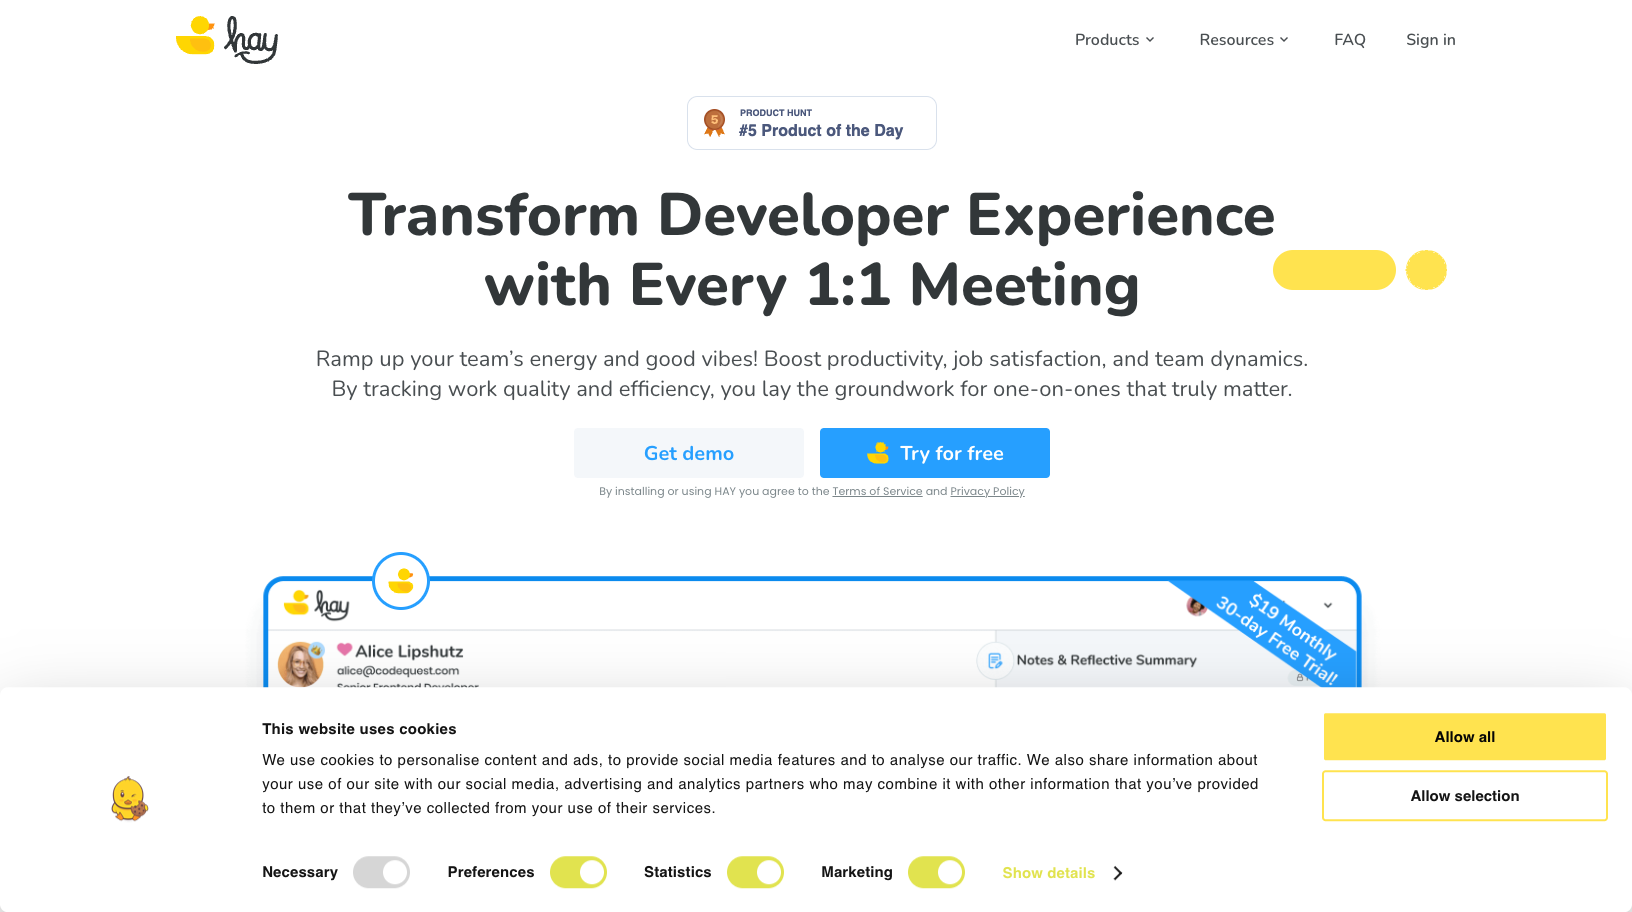 hay
Products
Resources
FAQ
Sign in
5
PRODUCT HUNT
#5 Product of the Day
Transform Developer Experience
with Every 1:1 Meeting
Ramp up your team’s energy and good vibes! Boost productivity, job satisfaction, and team dynamics.
By tracking work quality and efficiency, you lay the groundwork for one-on-ones that truly matter.
Get demo
Try for free
By installing or using HAY you agree to the Terms of Service and Privacy Policy
hay
$19 Monthly
30-day Free Trial!
Alice Lipshutz
alice@codequest.com
Senior Frontend Developer
Notes & Reflective Summary
This website uses cookies
We use cookies to personalise content and ads, to provide social media features and to analyse our traffic. We also share information about
your use of our site with our social media, advertising and analytics partners who may combine it with other information that you’ve provided
to them or that they’ve collected from your use of their services.
Allow all
Allow selection
Necessary
Preferences
Statistics
Marketing
Show details